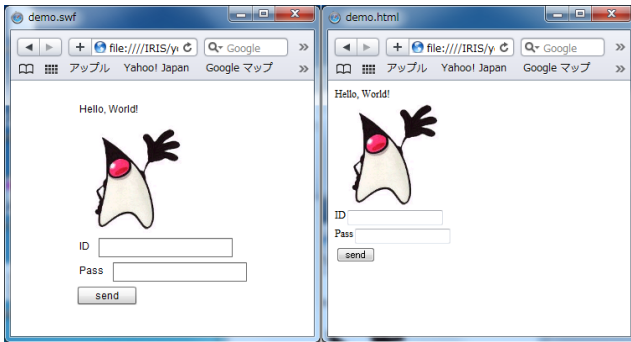 demo.swf
file:////IRIS/y
Google
アップル Yahoo! Japan Google マップ
Hello, World!
ID
Pass
send
demo.html
file:////IRIS/y
Google
アップル Yahoo! Japan Google マップ
Hello, World!
ID
Pass
send